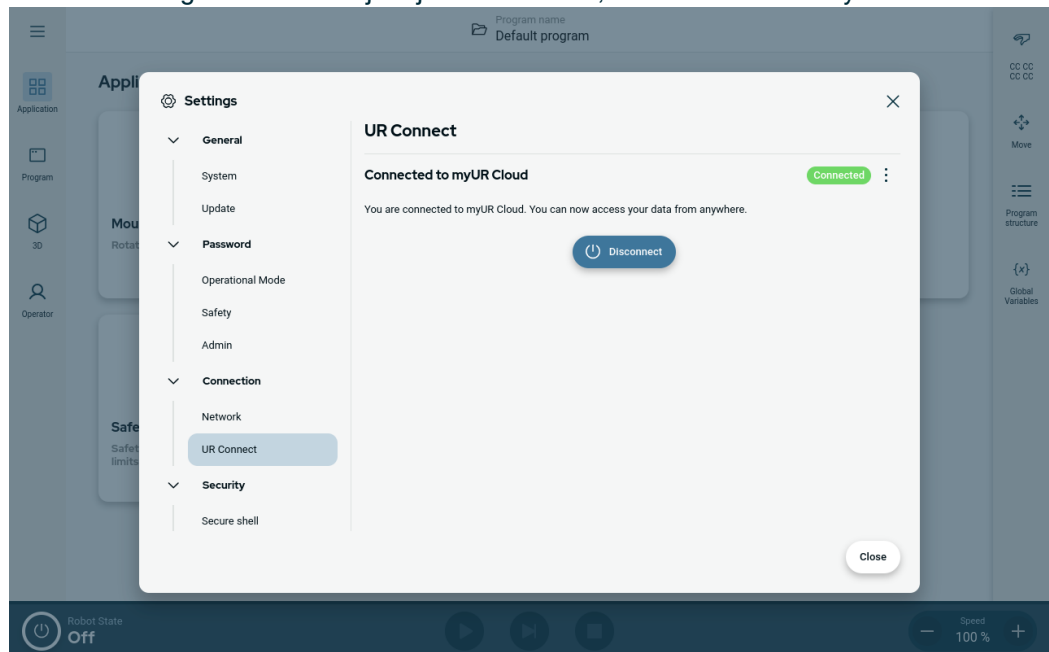 Program name
Default program
Application
Program
3D
Operator
Appli
Mou
Rotat
Safe
Safet
limits
Settings
General
System
Update
Password
Operational Mode
Safety
Admin
Connection
Network
UR Connect
Security
Secure shell
UR Connect
Connected to myUR Cloud
Connected
You are connected to myUR Cloud. You can now access your data from anywhere.
Disconnect
Close
CC CC
CC CC
Move
Program
structure
{x}
Global
Variables
Robot State
Off
Speed
100 %